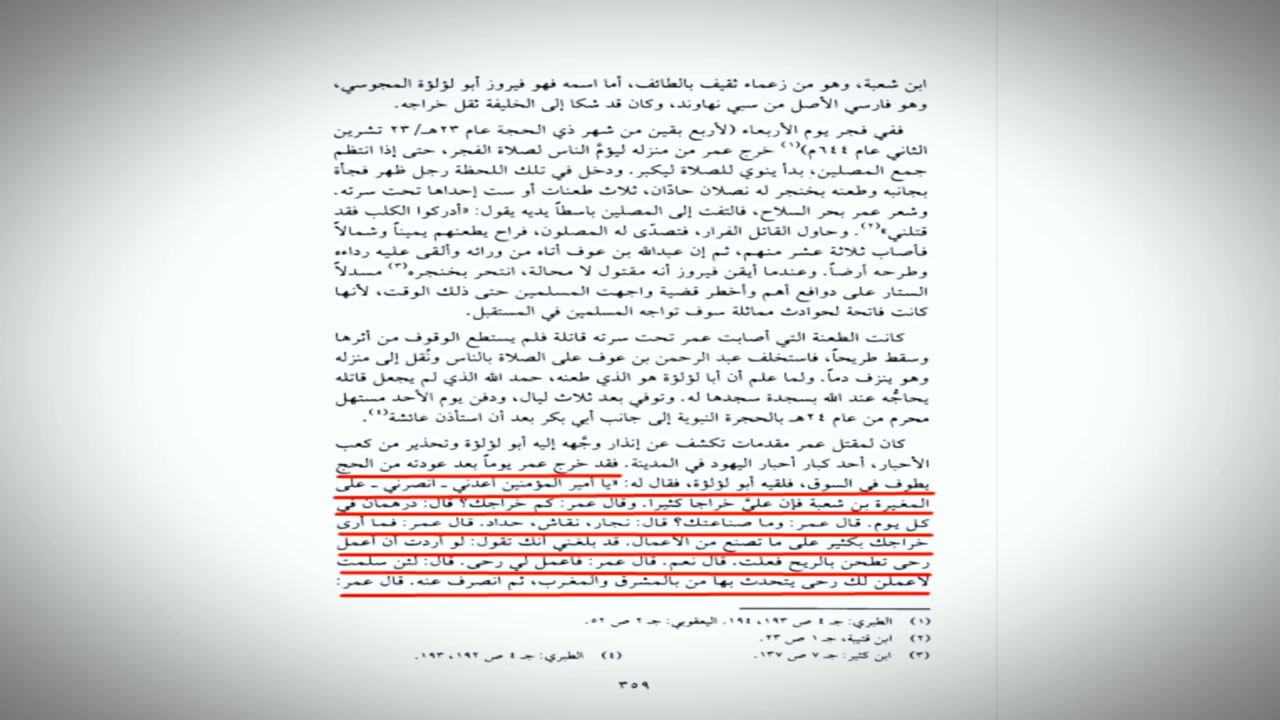 ابن شعبة، وهو من زعماء ثقيف بالطائف، أما اسمه فهو فيروز أبو لؤلؤة المجوسي،
وهو فارسي الأصل من سبي نهاوند، وكان قد شكا إلى الخليفة ثقل خراجه.
ففي فجر يوم الأربعاء (لأربع بقين من شهر ذي الحجة عام ٢٣هـ/ ٢٣ تشرين
الثاني عام ٦٤٤م)(١) خرج عمر من منزله ليؤمَّ الناس لصلاة الفجر، حتى إذا انتظم
جمع المصلين، بدأ ينوي للصلاة ليكبر. ودخل في تلك اللحظة رجل ظهر فجأة
بجانبه وطعنه بخنجر له نصلان حادّان، ثلاث طعنات أو ست إحداها تحت سرته.
وشعر عمر بحر السلاح، فالتفت إلى المصلين باسطاً يديه يقول: «أدركوا الكلب فقد
قتلني»(٢). وحاول القاتل الفرار، فتصدّى له المصلون، فراح يطعنهم يميناً وشمالاً
فأصاب ثلاثة عشر منهم، ثم إن عبدالله بن عوف أتاه من ورائه وألقى عليه رداءه
وطرحه أرضاً. وعندما أيقن فيروز أنه مقتول لا محالة، انتحر بخنجره(٣) مسدلاً
الستار على دوافع أهم وأخطر قضية واجهت المسلمين حتى ذلك الوقت، لأنها
كانت فاتحة لحوادث مماثلة سوف تواجه المسلمين في المستقبل.
كانت الطعنة التي أصابت عمر تحت سرته قاتلة فلم يستطع الوقوف من أثرها
وسقط طريحاً، فاستخلف عبد الرحمن بن عوف على الصلاة بالناس ونُقل إلى منزله
وهو ينزف دماً. ولما علم أن أبا لؤلؤة هو الذي طعنه، حمد الله الذي لم يجعل قاتله
يحاجُّه عند الله بسجدة سجدها له. وتوفي بعد ثلاث ليال، ودفن يوم الأحد مستهل
محرم من عام ٢٤هـ بالحجرة النبوية إلى جانب أبي بكر بعد أن استأذن عائشة(٤).
كان لمقتل عمر مقدمات تكشف عن إنذار وجَّهه إليه أبو لؤلؤة وتحذير من كعب
الأحبار، أحد كبار أحبار اليهود في المدينة. فقد خرج عمر يوماً بعد عودته من الحج
يطوف في السوق، فلقيه أبو لؤلؤة، فقال له: «يا أمير المؤمنين أعدني ـ انصرني ـ على
المغيرة بن شعبة فإن عليَّ خراجا كثيرا. وقال عمر: كم خراجك؟ قال: درهمان في
كل يوم. قال عمر: وما صناعتك؟ قال: نجار، نقاش، حداد. قال عمر: فما أرى
خراجك بكثير على ما تصنع من الأعمال. قد بلغني أنك تقول: لو أردت أن أعمل
رحى تطحن بالريح فعلت. قال نعم. قال عمر: فاعمل لي رحى. قال: لئن سلمت
لأعملن لك رحى يتحدث بها من بالمشرق والمغرب، ثم انصرف عنه. قال عمر:
(١) الطبري: جـ ٤ ص ١٩٣، ١٩٤. اليعقوبي: جـ ٢ ص ٥٢.
(٢) ابن قتيبة، جـ ١ ص ٢٣.
(٣) ابن كثير: جـ ٧ ص ١٣٧. (٤) الطبري: جـ ٤ ص ١٩٢، ١٩٣.
٣٥٩